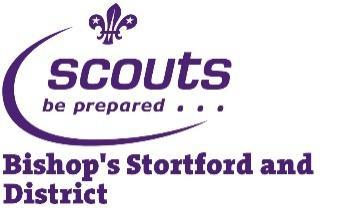 scouts
be prepared . . .
Bishop's Stortford and
District